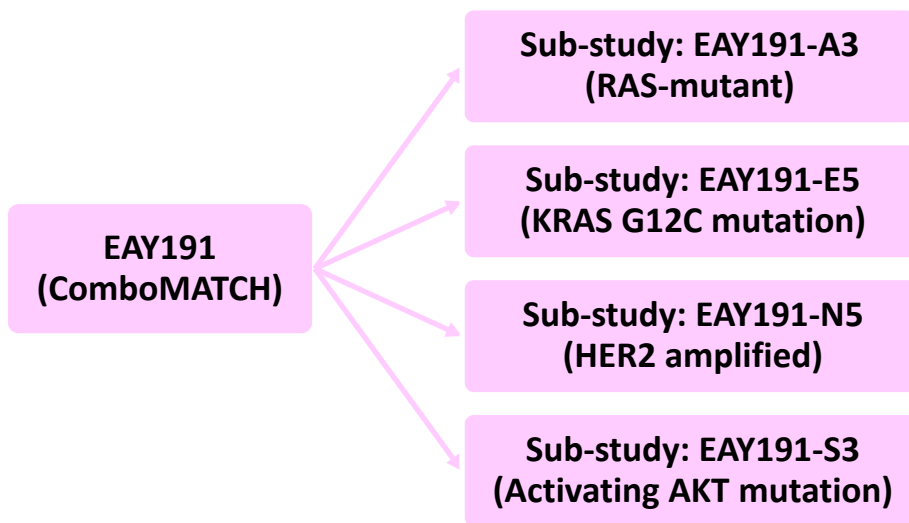 Sub-study: EAY191-A3
(RAS-mutant)
Sub-study: EAY191-E5
(KRAS G12C mutation)
EAY191
(ComboMATCH)
Sub-study: EAY191-N5
(HER2 amplified)
Sub-study: EAY191-S3
(Activating AKT mutation)